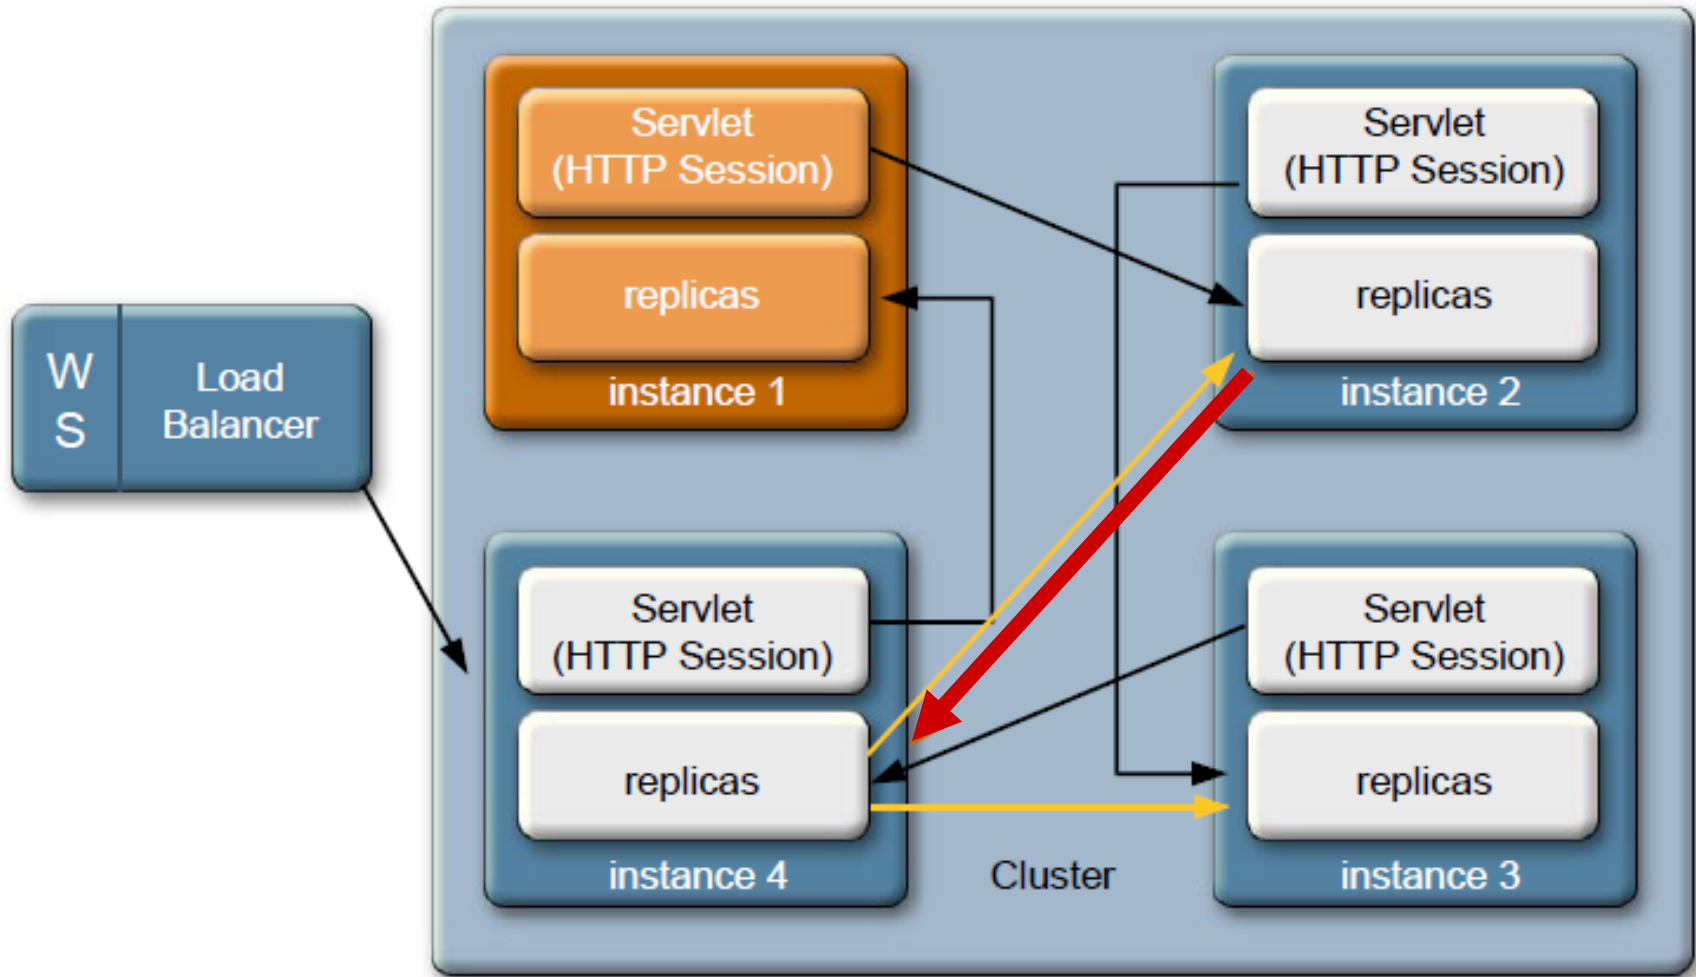 Servlet
(HTTP Session)
replicas
instance 1
Servlet
(HTTP Session)
replicas
instance 2
W
S
Load
Balancer
Servlet
(HTTP Session)
replicas
instance 4
Cluster
Servlet
(HTTP Session)
replicas
instance 3